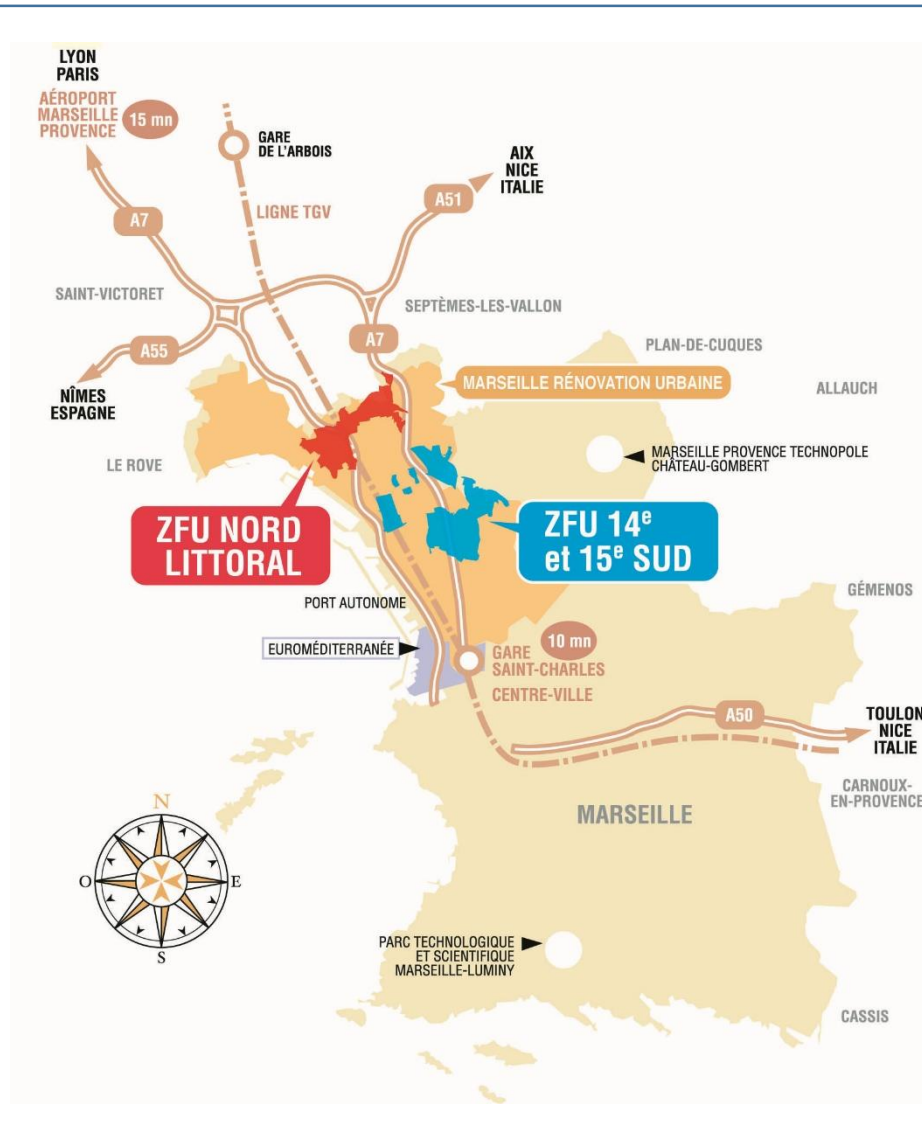 LYON
PARIS
AÉROPORT
MARSEILLE
PROVENCE
15 mn
GARE
DE L'ARBOIS
AIX
NICE
ITALIE
A51
LIGNE TGV
A7
SAINT-VICTORET
SEPTÈMES-LES-VALLON
A7
A55
PLAN-DE-CUQUES
NÎMES
ESPAGNE
MARSEILLE RÉNOVATION URBAINE
ALLAUCH
LE ROVE
MARSEILLE PROVENCE TECHNOPOLE
CHÂTEAU-GOMBERT
ZFU NORD
LITTORAL
ZFU 14e
et 15e SUD
GÉMENOS
PORT AUTONOME
EUROMÉDITERRANÉE
10 mn
GARE
SAINT-CHARLES
CENTRE-VILLE
A50
TOULON
NICE
ITALIE
CARNOUX-
EN-PROVENCE
MARSEILLE
N
O
E
S
PARC TECHNOLOGIQUE
ET SCIENTIFIQUE
MARSEILLE-LUMINY
CASSIS